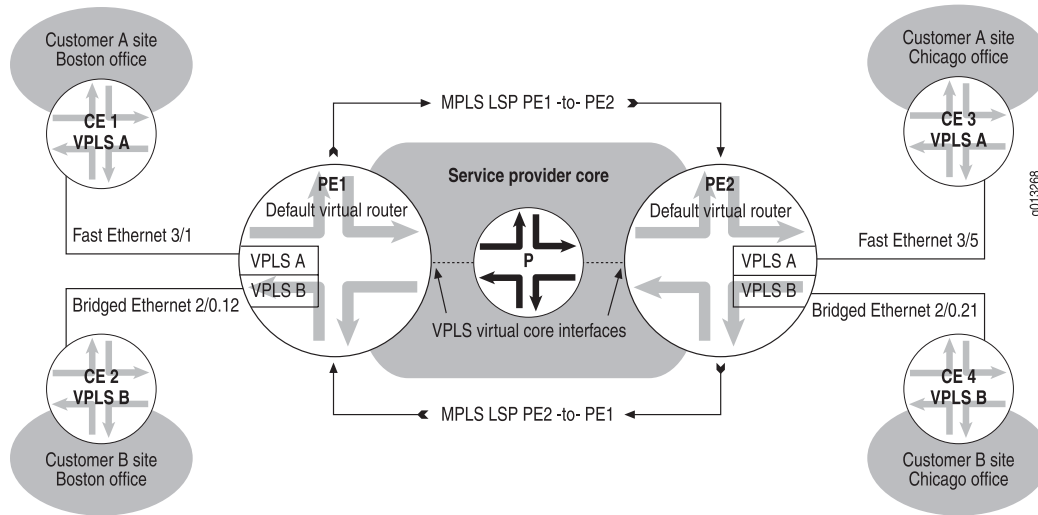 Customer A site
Boston office
CE 1
VPLS A
Customer A site
Chicago office
CE 3
VPLS A
MPLS LSP PE1 -to- PE2
PE1
Default virtual router
Service provider core
PE2
Default virtual router
P
Fast Ethernet 3/1
VPLS A
VPLS B
Bridged Ethernet 2/0.12
VPLS virtual core interfaces
VPLS A
VPLS B
Fast Ethernet 3/5
Bridged Ethernet 2/0.21
MPLS LSP PE2 -to- PE1
CE 2
VPLS B
Customer B site
Boston office
CE 4
VPLS B
Customer B site
Chicago office
g013268